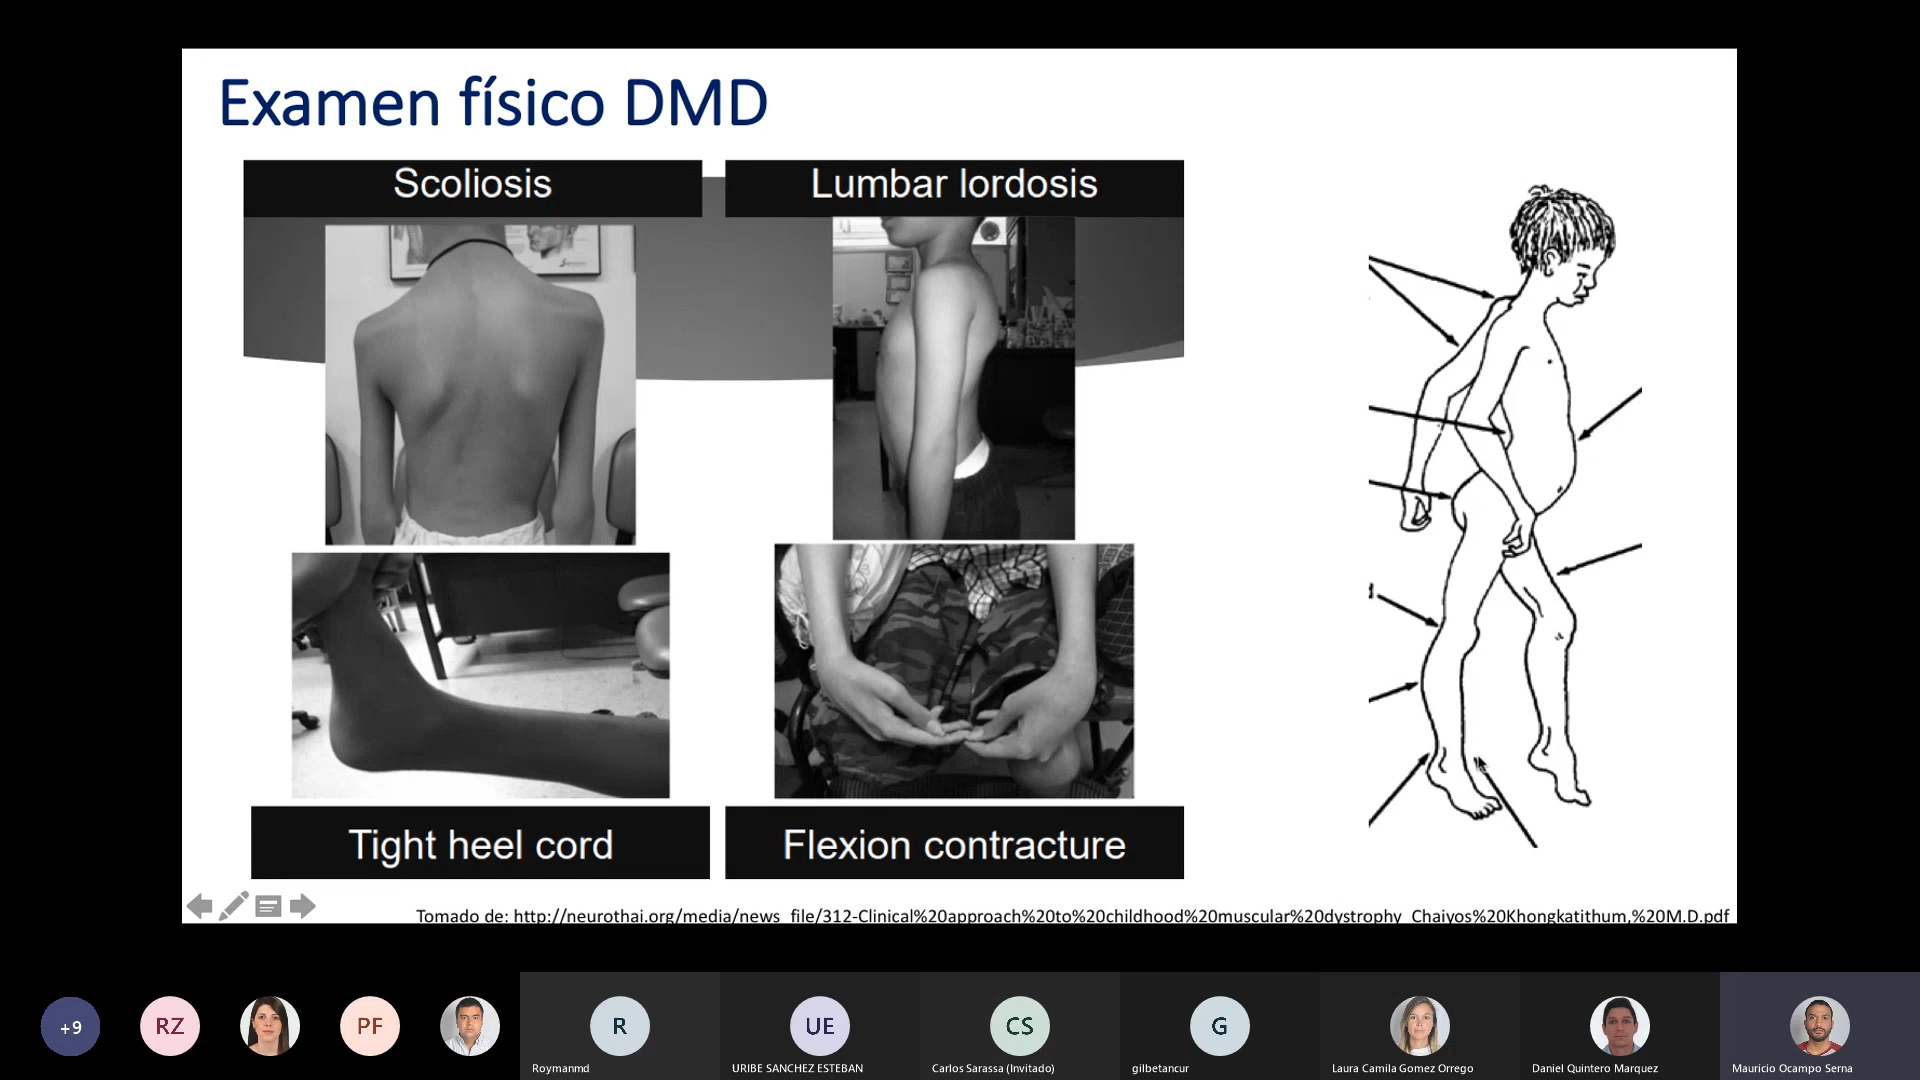 Examen físico DMD
Scoliosis
Lumbar lordosis
Tight heel cord
Flexion contracture
Tomado de: http://neurothai.org/media/news_file/312-Clinical%20approach%20to%20childhood%20muscular%20dystrophy_Chaiyos%20Khongkatithum,%20M.D.pdf
+9
RZ
PF
R
UE
CS
G
Roymanmd
URIBE SANCHEZ ESTEBAN
Carlos Sarassa (Invitado)
gilbetancur
Laura Camila Gomez Orrego
Daniel Quintero Marquez
Mauricio Ocampo Serna